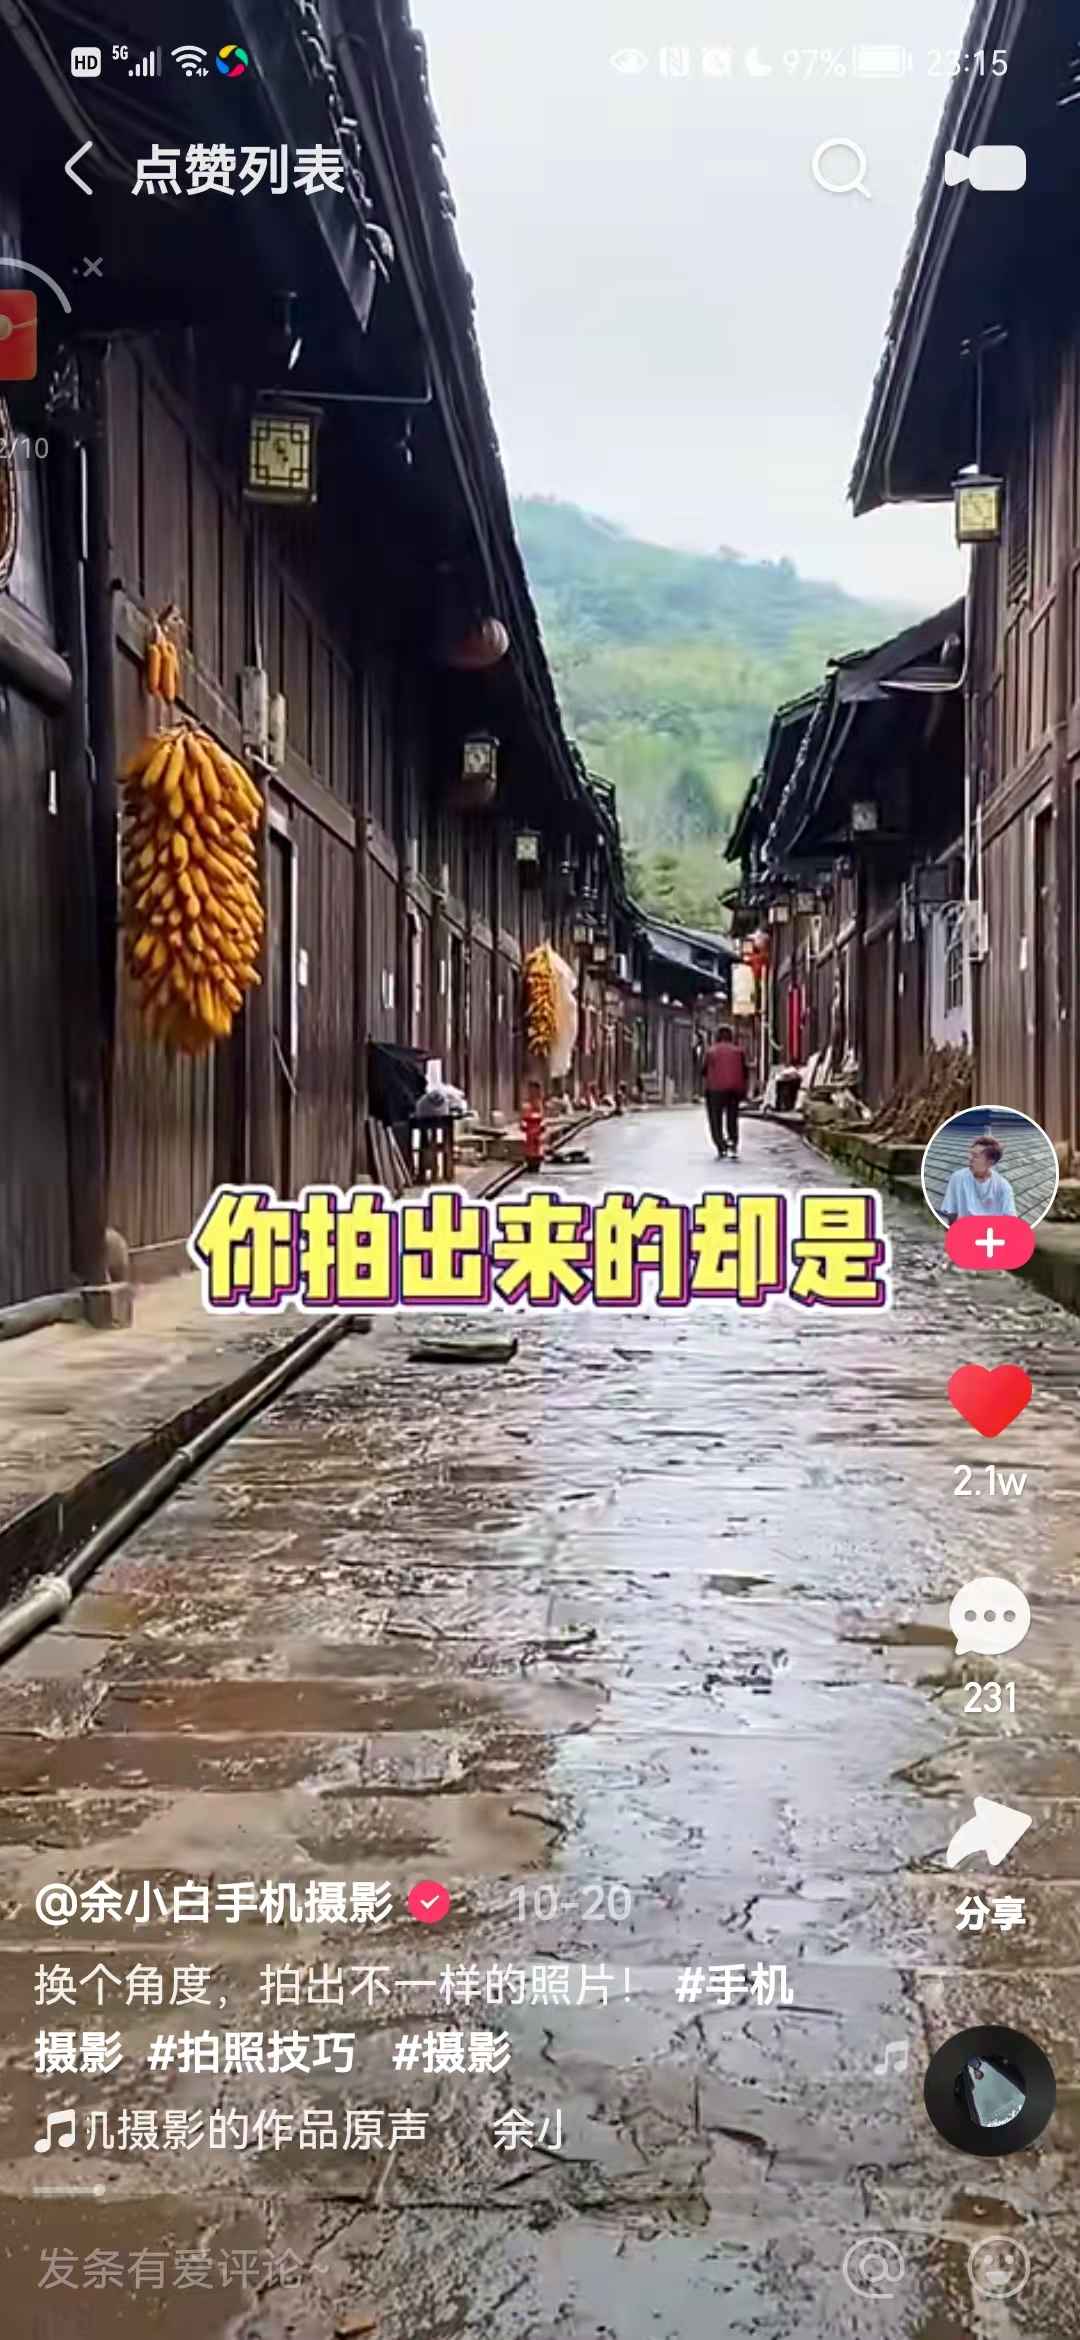 HD 5G 97% 23:15
点赞列表
2/10
你拍出来的却是
2.1w
231
分享
@余小白手机摄影 10-20
换个角度，拍出不一样的照片！ #手机
摄影 #拍照技巧 #摄影
摄影的作品原声 余小
发条有爱评论~